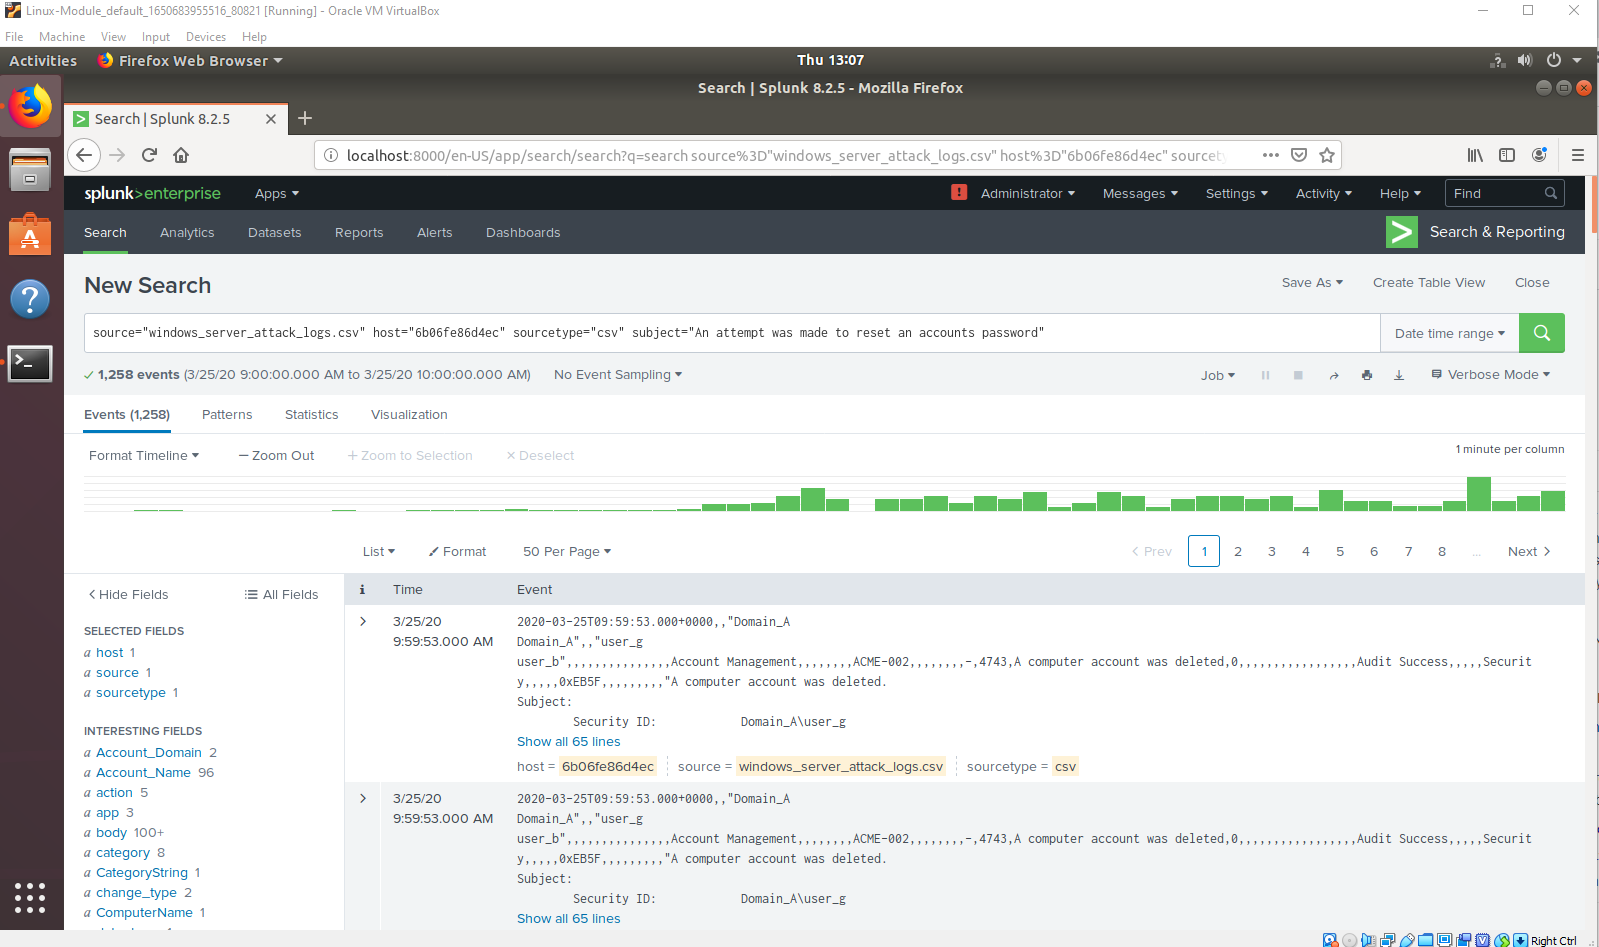 Linux-Module_default_1650683955516_80821 [Running] - Oracle VM VirtualBox
File Machine View Input Devices Help
Activities Firefox Web Browser Thu 13:07
Search | Splunk 8.2.5 - Mozilla Firefox
Search | Splunk 8.2.5
localhost:8000/en-US/app/search/search?q=search source%3D"windows_server_attack_logs.csv" host%3D"6b06fe86d4ec" sourcety
splunk>enterprise Apps Administrator Messages Settings Activity Help Find
Search Analytics Datasets Reports Alerts Dashboards Search & Reporting
New Search Save As Create Table View Close
source="windows_server_attack_logs.csv" host="6b06fe86d4ec" sourcetype="csv" subject="An attempt was made to reset an accounts password" Date time range
1,258 events (3/25/20 9:00:00.000 AM to 3/25/20 10:00:00.000 AM) No Event Sampling Job Verbose Mode
Events (1,258) Patterns Statistics Visualization
Format Timeline — Zoom Out + Zoom to Selection × Deselect 1 minute per column
List Format 50 Per Page < Prev 1 2 3 4 5 6 7 8 ... Next >
< Hide Fields All Fields i Time Event
SELECTED FIELDS
a host 1
a source 1
a sourcetype 1
INTERESTING FIELDS
a Account_Domain 2
a Account_Name 96
a action 5
a app 3
a body 100+
a category 8
a CategoryString 1
a change_type 2
a ComputerName 1
> 3/25/20
9:59:53.000 AM
2020-03-25T09:59:53.000+0000,,"Domain_A
Domain_A",,"user_g
user_b",,,,,,,,,,,,,,,Account Management,,,,,,,,ACME-002,,,,,,,,-,4743,A computer account was deleted,0,,,,,,,,,,,,,,,,,Audit Success,,,,,Securit
y,,,,,0xEB5F,,,,,,,,,"A computer account was deleted.
Subject:
Security ID: Domain_A\user_g
Show all 65 lines
host = 6b06fe86d4ec source = windows_server_attack_logs.csv sourcetype = csv
> 3/25/20
9:59:53.000 AM
2020-03-25T09:59:53.000+0000,,"Domain_A
Domain_A",,"user_g
user_b",,,,,,,,,,,,,,,Account Management,,,,,,,,ACME-002,,,,,,,,-,4743,A computer account was deleted,0,,,,,,,,,,,,,,,,,Audit Success,,,,,Securit
y,,,,,0xEB5F,,,,,,,,,"A computer account was deleted.
Subject:
Security ID: Domain_A\user_g
Show all 65 lines
Right Ctrl